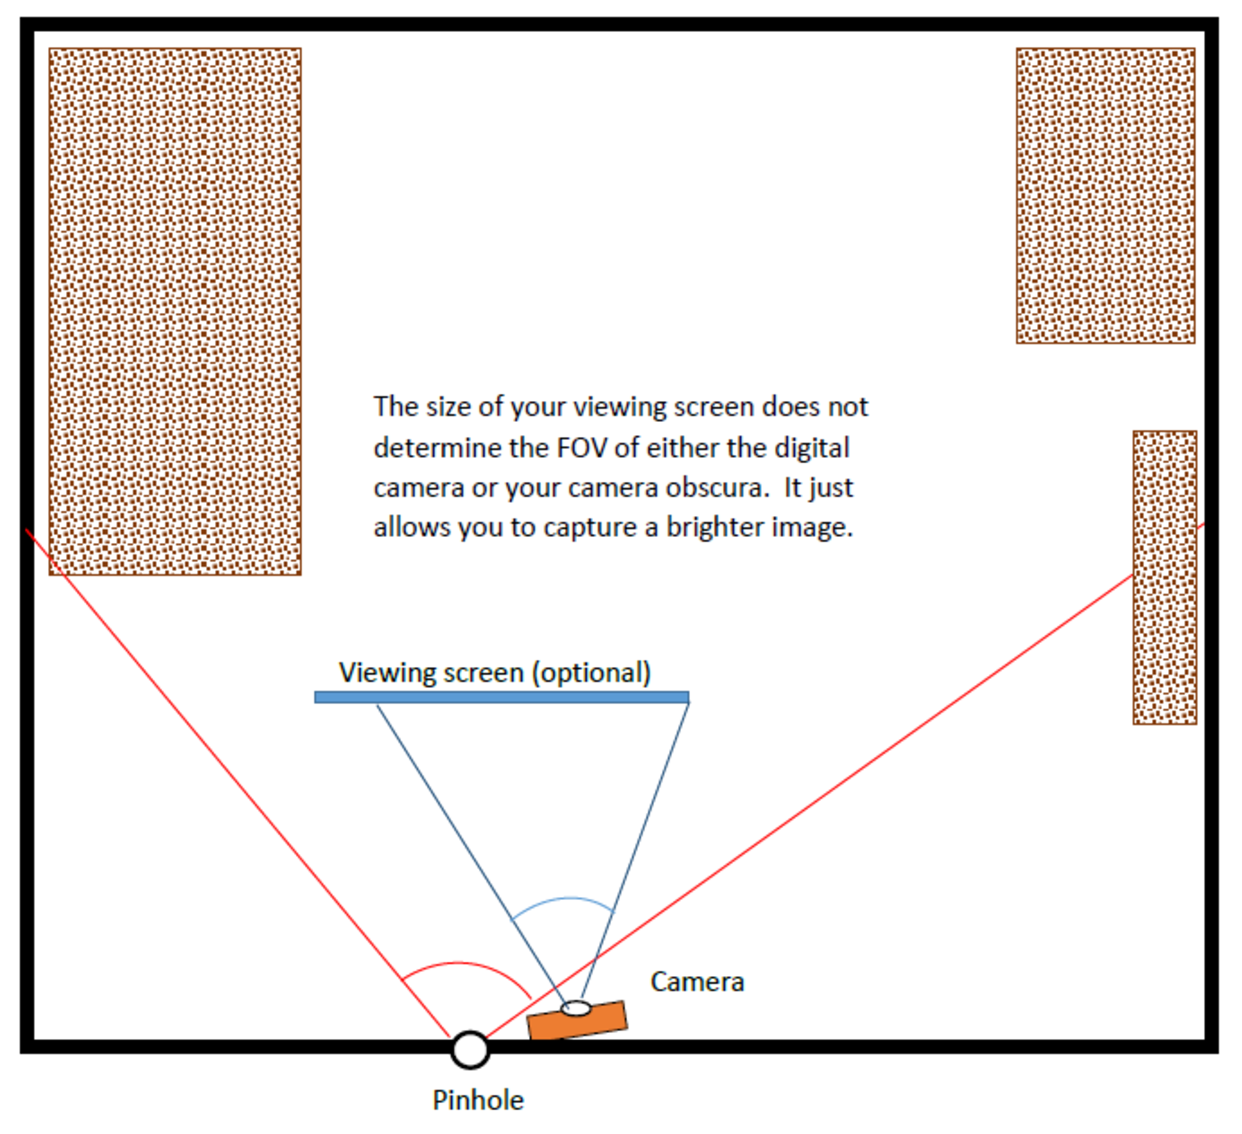 The size of your viewing screen does not
determine the FOV of either the digital
camera or your camera obscura.  It just
allows you to capture a brighter image.
Viewing screen (optional)
Camera
Pinhole